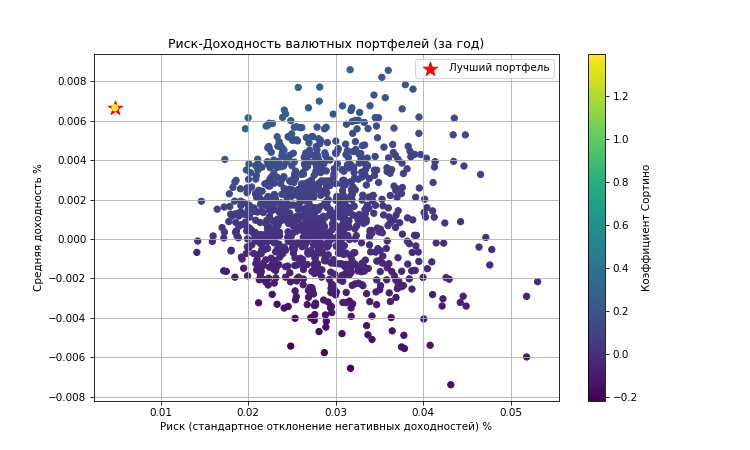 Риск-Доходность валютных портфелей (за год)
Лучший портфель
Средняя доходность %
0.008
0.006
0.004
0.002
0.000
−0.002
−0.004
−0.006
−0.008
0.01 0.02 0.03 0.04 0.05
Риск (стандартное отклонение негативных доходностей) %
1.2
1.0
0.8
0.6
0.4
0.2
0.0
−0.2
Коэффициент Сортино